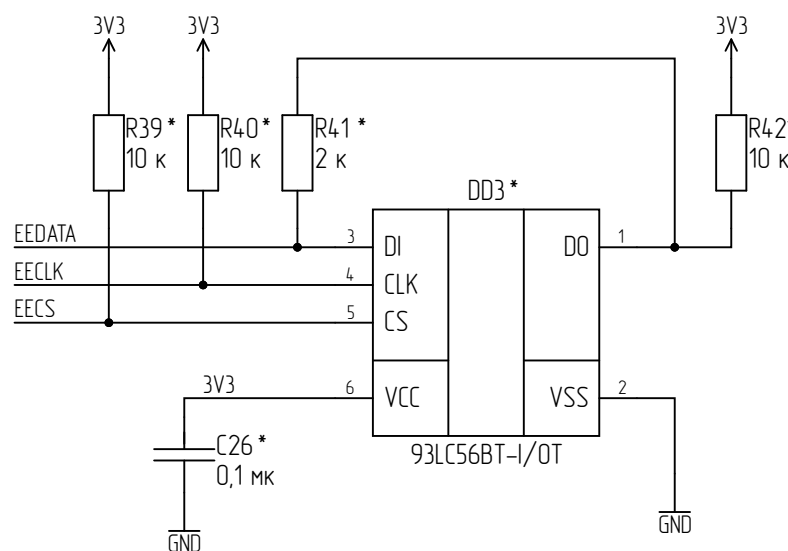 3V3 3V3 3V3
R39 * R40 * R41 * R42*
10 к 10 к 2 к 10 к
DD3 *
EEDATA 3 DI DO 1
EECLK 4 CLK
EECS 5 CS
3V3 6 VCC VSS 2
C26 *
0,1 мк
93LC56BT-I/OT
GND GND